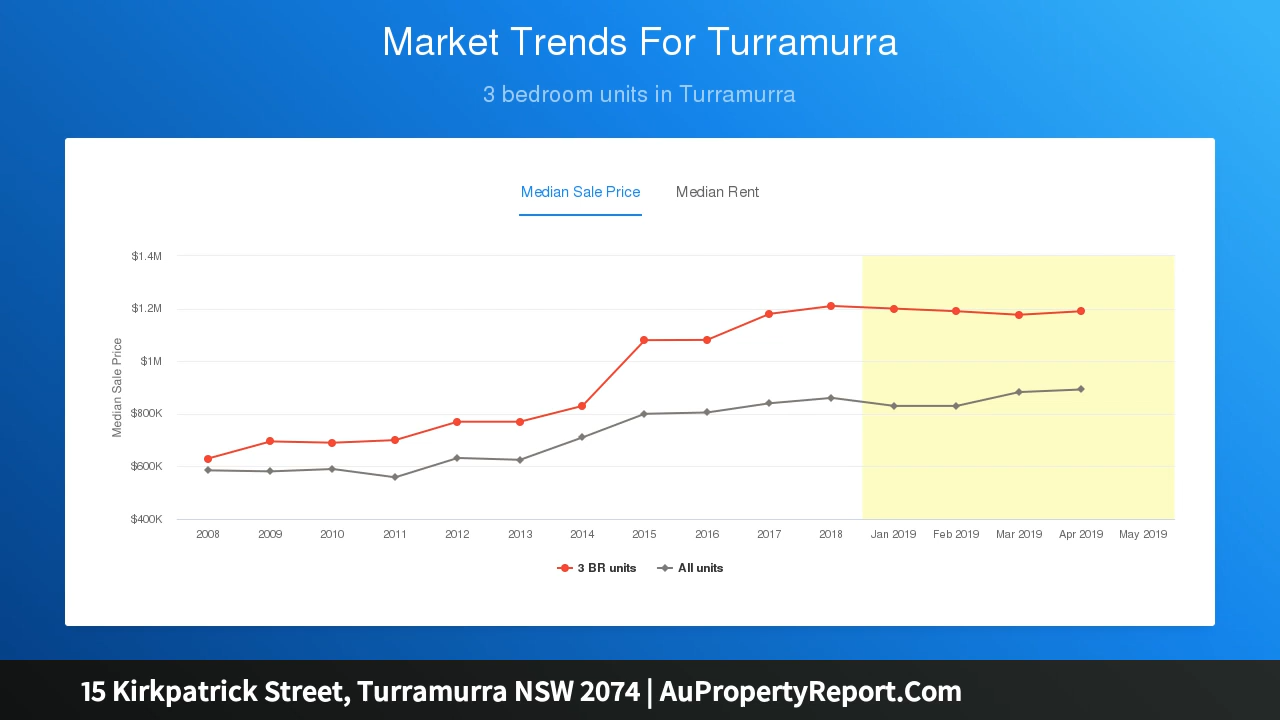 Market Trends For Turramurra
3 bedroom units in Turramurra
Median Sale Price Median Rent
Median Sale Price
$1.4M
$1.2M
$1M
$800K
$600K
$400K
2008 2009 2010 2011 2012 2013 2014 2015 2016 2017 2018 Jan 2019 Feb 2019 Mar 2019 Apr 2019 May 2019
3 BR units All units
15 Kirkpatrick Street, Turramurra NSW 2074 | AuPropertyReport.Com